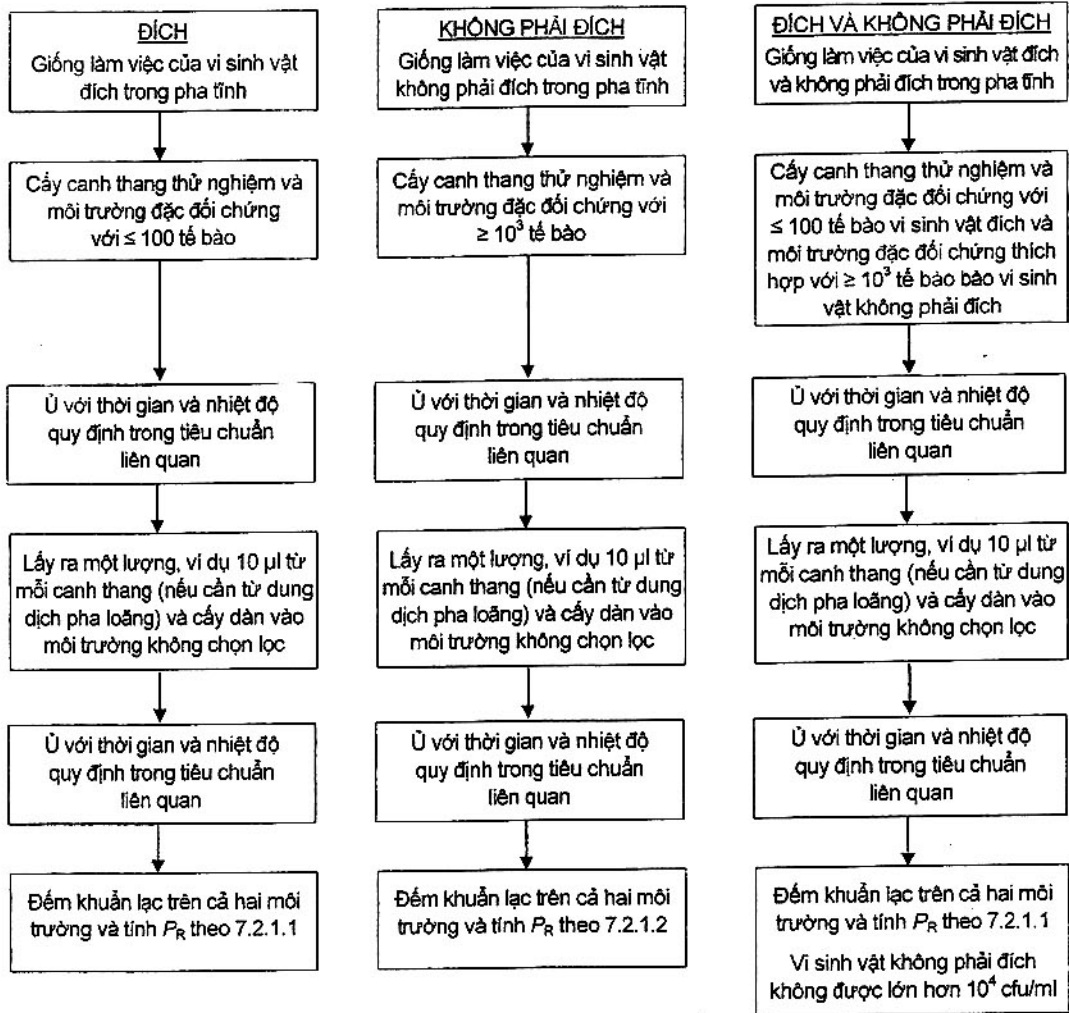 ĐÍCH
Giống làm việc của vi sinh vật
đích trong pha tĩnh
Cấy canh thang thử nghiệm và
môi trường đặc đối chứng
với ≤ 100 tế bào
Ủ với thời gian và nhiệt độ
quy định trong tiêu chuẩn
liên quan
Lấy ra một lượng, ví dụ 10 µl từ
mỗi canh thang (nếu cần từ dung
dịch pha loãng) và cấy dàn vào
môi trường không chọn lọc
Ủ với thời gian và nhiệt độ
quy định trong tiêu chuẩn
liên quan
Đếm khuẩn lạc trên cả hai môi
trường và tính PR theo 7.2.1.1
KHÔNG PHẢI ĐÍCH
Giống làm việc của vi sinh vật
không phải đích trong pha tĩnh
Cấy canh thang thử nghiệm và
môi trường đặc đối chứng với
≥ 10³ tế bào
Ủ với thời gian và nhiệt độ
quy định trong tiêu chuẩn
liên quan
Lấy ra một lượng, ví dụ 10 µl từ
mỗi canh thang (nếu cần từ dung
dịch pha loãng) và cấy dàn vào
môi trường không chọn lọc
Ủ với thời gian và nhiệt độ
quy định trong tiêu chuẩn
liên quan
Đếm khuẩn lạc trên cả hai môi
trường và tính PR theo 7.2.1.2
ĐÍCH VÀ KHÔNG PHẢI ĐÍCH
Giống làm việc của vi sinh vật đích
và không phải đích trong pha tĩnh
Cấy canh thang thử nghiệm và
môi trường đặc đối chứng với
≤ 100 tế bào vi sinh vật đích và
môi trường đặc đối chứng thích
hợp với ≥ 10³ tế bào bào vi sinh
vật không phải đích
Ủ với thời gian và nhiệt độ
quy định trong tiêu chuẩn
liên quan
Lấy ra một lượng, ví dụ 10 µl từ
mỗi canh thang (nếu cần từ dung
dịch pha loãng) và cấy dàn vào
môi trường không chọn lọc
Ủ với thời gian và nhiệt độ
quy định trong tiêu chuẩn
liên quan
Đếm khuẩn lạc trên cả hai môi
trường và tính PR theo 7.2.1.1
Vi sinh vật không phải đích
không được lớn hơn 10⁴ cfu/ml